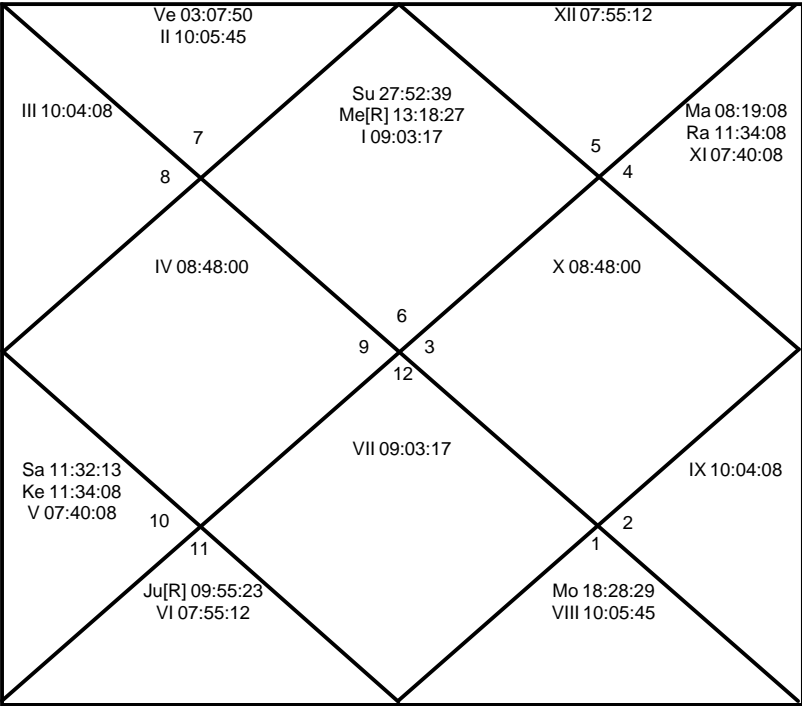 Ve 03:07:50
II 10:05:45
XII 07:55:12
III 10:04:08
Su 27:52:39
Me[R] 13:18:27
I 09:03:17
Ma 08:19:08
Ra 11:34:08
XI 07:40:08
7
5
8
4
IV 08:48:00
X 08:48:00
6
9
3
12
VII 09:03:17
Sa 11:32:13
Ke 11:34:08
V 07:40:08
IX 10:04:08
10
2
11
1
Ju[R] 09:55:23
VI 07:55:12
Mo 18:28:29
VIII 10:05:45